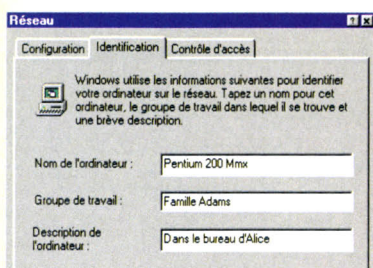 Réseau
Configuration Identification Contrôle d'accès
Windows utilise les informations suivantes pour identifier
votre ordinateur sur le réseau. Tapez un nom pour cet
ordinateur, le groupe de travail dans lequel il se trouve et
une brève description.
Nom de l'ordinateur : Pentium 200 Mmx
Groupe de travail : Famille Adams
Description de
l'ordinateur : Dans le bureau d'Alice